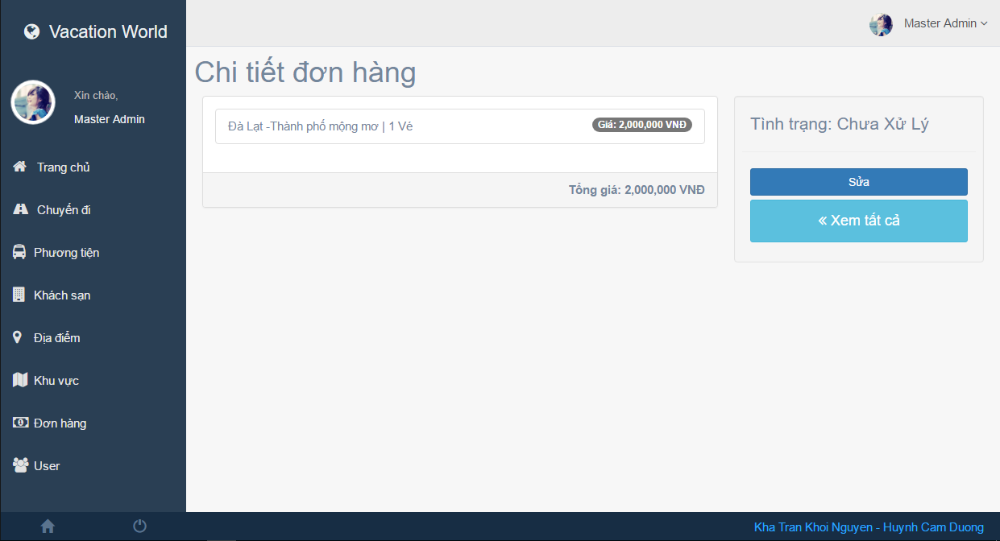 Vacation World
Master Admin
Xin chào,
Master Admin
Trang chủ
Chuyến đi
Phương tiện
Khách sạn
Địa điểm
Khu vực
Đơn hàng
User
Chi tiết đơn hàng
Đà Lạt -Thành phố mộng mơ | 1 Vé
Giá: 2,000,000 VNĐ
Tổng giá: 2,000,000 VNĐ
Tình trạng: Chưa Xử Lý
Sửa
« Xem tất cả
Kha Tran Khoi Nguyen - Huynh Cam Duong